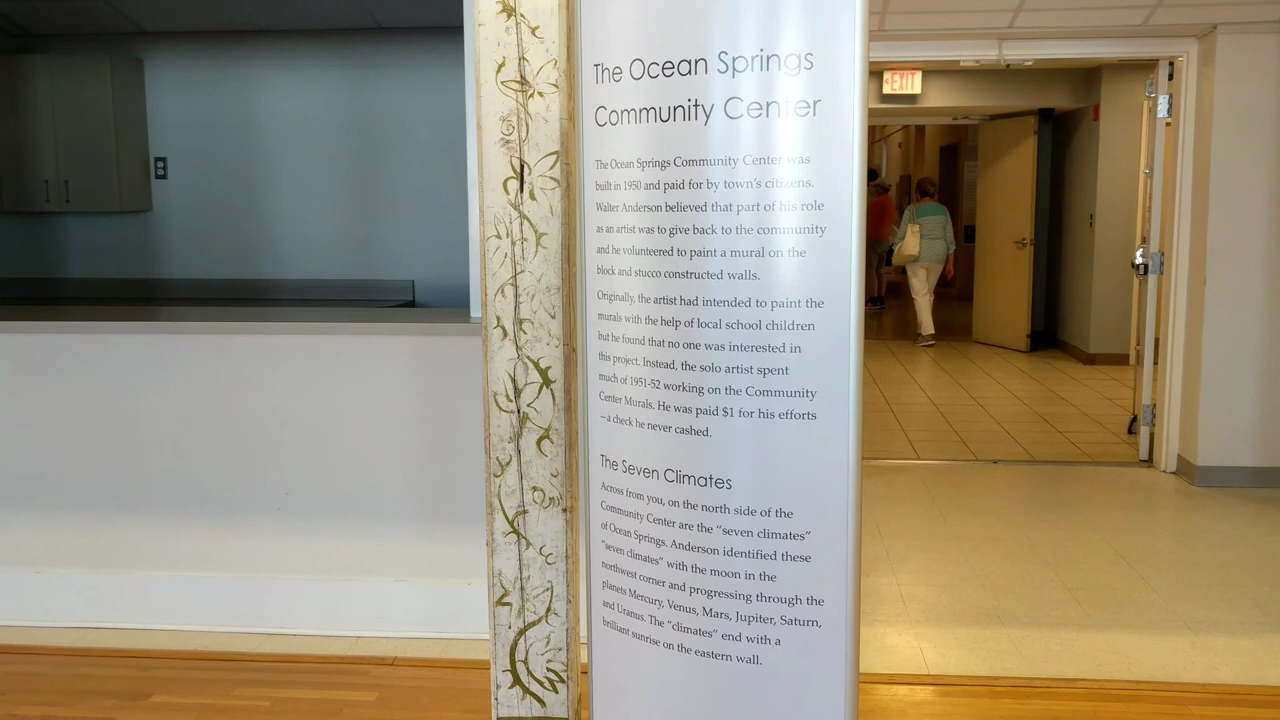 The Ocean Springs
Community Center
The Ocean Springs Community Center was
built in 1950 and paid for by town's citizens.
Walter Anderson believed that part of his role
as an artist was to give back to the community
and he volunteered to paint a mural on the
block and stucco constructed walls.
Originally, the artist had intended to paint the
murals with the help of local school children
but he found that no one was interested in
this project. Instead, the solo artist spent
much of 1951-52 working on the Community
Center Murals. He was paid $1 for his efforts
—a check he never cashed.
The Seven Climates
Across from you, on the north side of the
Community Center are the "seven climates"
of Ocean Springs. Anderson identified these
"seven climates" with the moon in the
northwest corner and progressing through the
planets Mercury, Venus, Mars, Jupiter, Saturn,
and Uranus. The "climates" end with a
brilliant sunrise on the eastern wall.
<EXIT